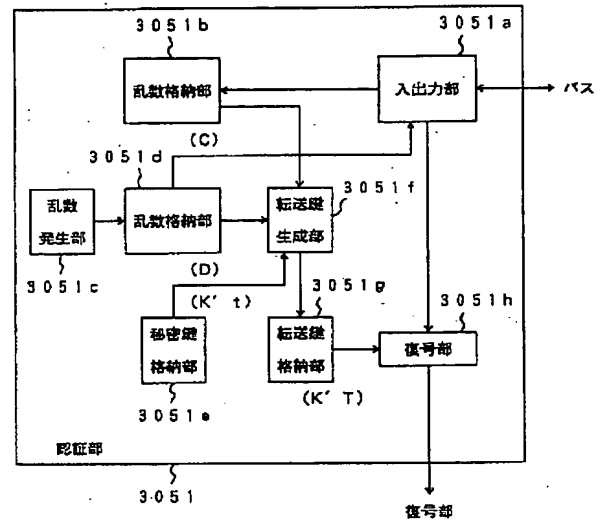 3051b
3051a
乱数格納部
入出力部
バス
(C)
3051d
3051f
乱数
発生部
乱数格納部
転送鍵
生成部
3051c
(D)
(K' t)
3051g
3051h
秘密鍵
格納部
転送鍵
格納部
復号部
(K' T)
3051e
認証部
3051
復号部